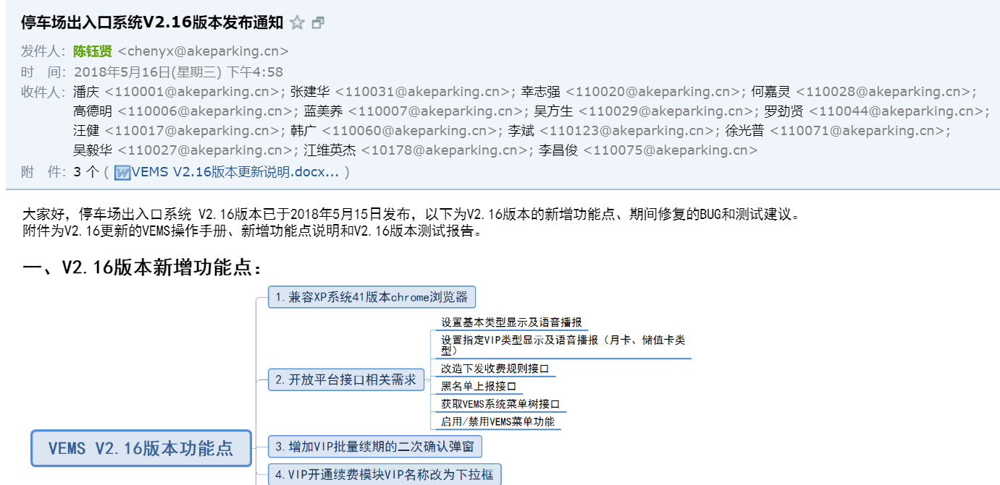 停车场出入口系统V2.16版本发布通知
发件人：陈钰贤 <chenyx@akeparking.cn>
时 间：2018年5月16日(星期三) 下午4:58
收件人：潘庆 <110001@akeparking.cn>; 张建华 <110031@akeparking.cn>; 幸志强 <110020@akeparking.cn>; 何嘉灵 <110028@akeparking.cn>;
高德明 <110006@akeparking.cn>; 蓝美养 <110007@akeparking.cn>; 吴方生 <110029@akeparking.cn>; 罗劲贤 <110044@akeparking.cn>;
汪健 <110017@akeparking.cn>; 韩广 <110060@akeparking.cn>; 李斌 <110123@akeparking.cn>; 徐光普 <110071@akeparking.cn>;
吴毅华 <110027@akeparking.cn>; 江维英杰 <10178@akeparking.cn>; 李昌俊 <110075@akeparking.cn>
附 件：3 个 ( VEMS V2.16版本更新说明.docx... )
大家好，停车场出入口系统 V2.16版本已于2018年5月15日发布，以下为V2.16版本的新增功能点、期间修复的BUG和测试建议。
附件为V2.16更新的VEMS操作手册、新增功能点说明和V2.16版本测试报告。
一、V2.16版本新增功能点：
VEMS V2.16版本功能点
1.兼容XP系统41版本chrome浏览器
2.开放平台接口相关需求
设置基本类型显示及语音播报
设置指定VIP类型显示及语音播报（月卡、储值卡类
型）
改造下发收费规则接口
黑名单上报接口
获取VEMS系统菜单树接口
启用/禁用VEMS菜单功能
3.增加VIP批量续期的二次确认弹窗
4.VIP开通续费模块VIP名称改为下拉框